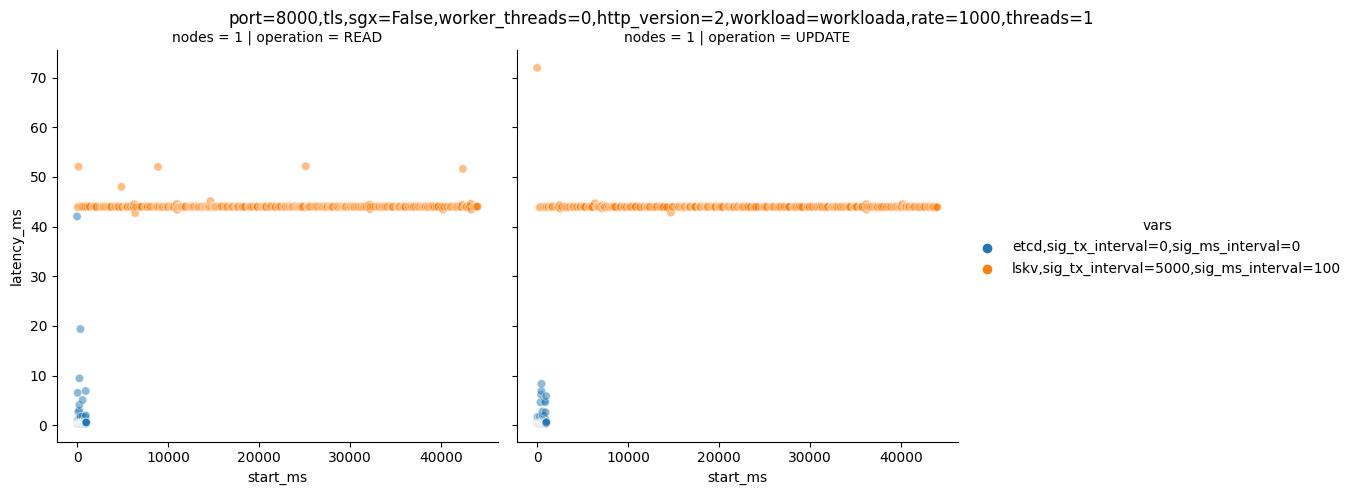 port=8000,tls,sgx=False,worker_threads=0,http_version=2,workload=workloada,rate=1000,threads=1
nodes = 1 | operation = READ
nodes = 1 | operation = UPDATE
latency_ms
70
60
50
40
30
20
10
0
0 10000 20000 30000 40000
start_ms
0 10000 20000 30000 40000
start_ms
vars
etcd,sig_tx_interval=0,sig_ms_interval=0
lskv,sig_tx_interval=5000,sig_ms_interval=100